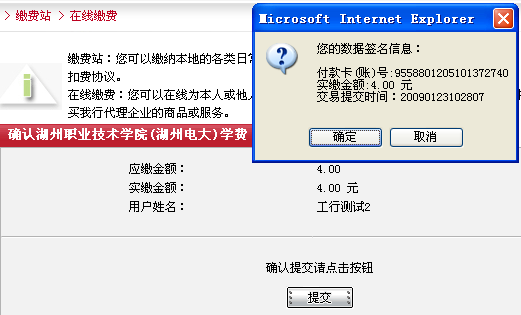 缴费站 > 在线缴费
缴费站：您可以缴纳本地的各类日常
扣费协议。
在线缴费：您可以在线为本人或他人
买我行代理企业的商品或服务。
Microsoft Internet Explorer
您的数据签名信息：
付款卡(账)号:9558801205101372740
实缴金额:4.00 元
交易提交时间：20090123102807
确定 取消
确认湖州职业技术学院(湖州电大)学费
应缴金额： 4.00
实缴金额： 4.00 元
用户姓名： 工行测试2
确认提交请点击按钮
提交